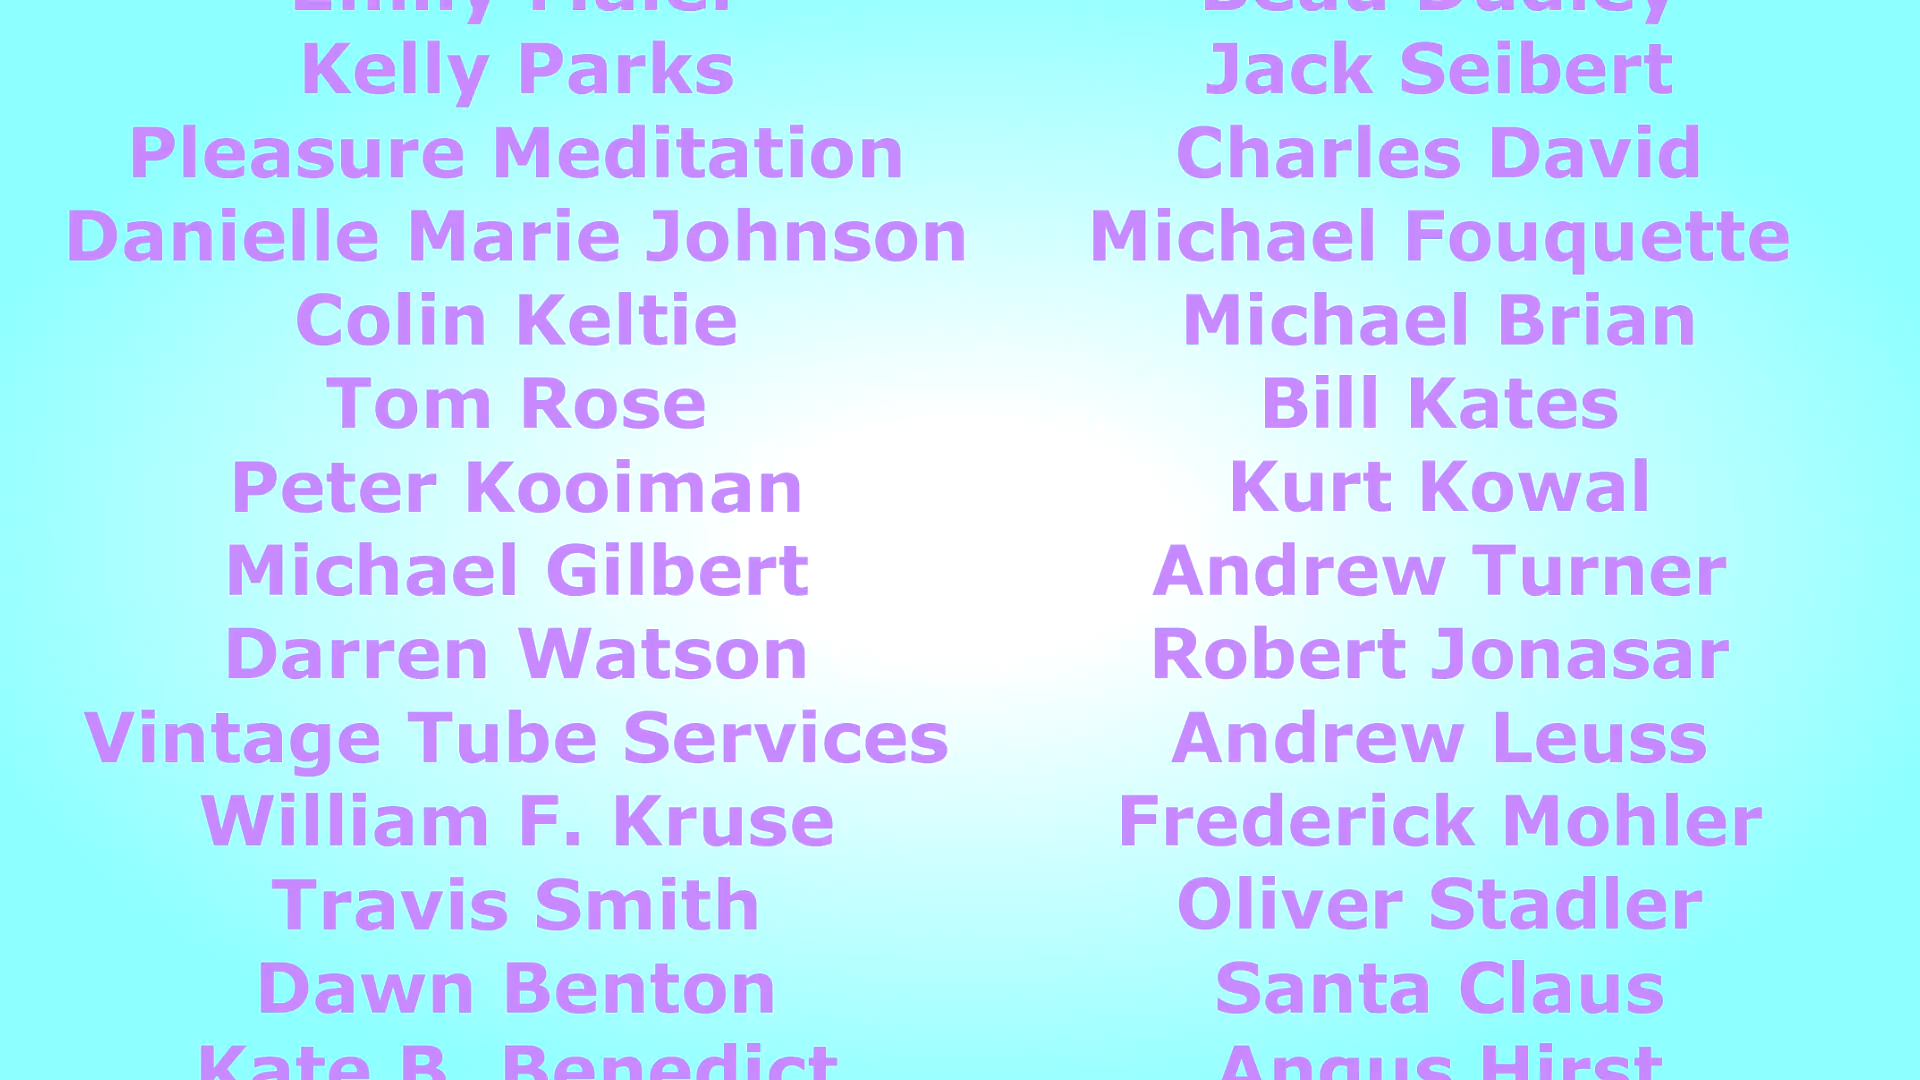 Kelly Parks
Pleasure Meditation
Danielle Marie Johnson
Colin Keltie
Tom Rose
Peter Kooiman
Michael Gilbert
Darren Watson
Vintage Tube Services
William F. Kruse
Travis Smith
Dawn Benton
Kate B. Benedict
Beau Dudley
Jack Seibert
Charles David
Michael Fouquette
Michael Brian
Bill Kates
Kurt Kowal
Andrew Turner
Robert Jonasar
Andrew Leuss
Frederick Mohler
Oliver Stadler
Santa Claus
Angus Hirst